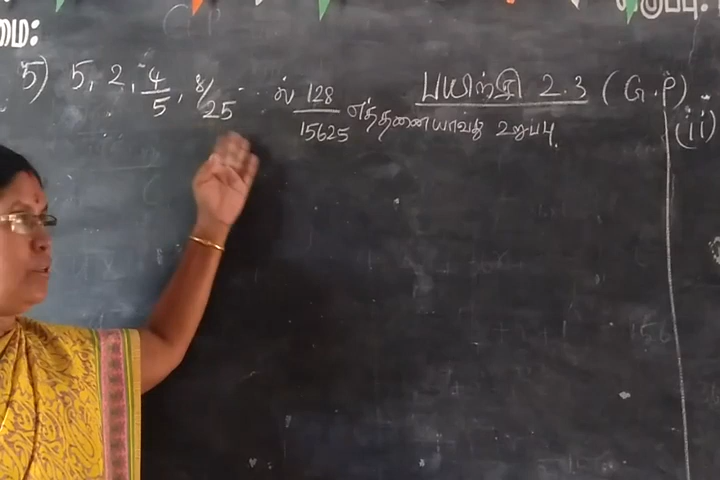 மை:
5) 5, 2, 4/5, 8/25 ... ல் 128/15625 எத்தனையாவது உறுப்பு.
பயிற்சி 2.3 (G.P)
(ii)